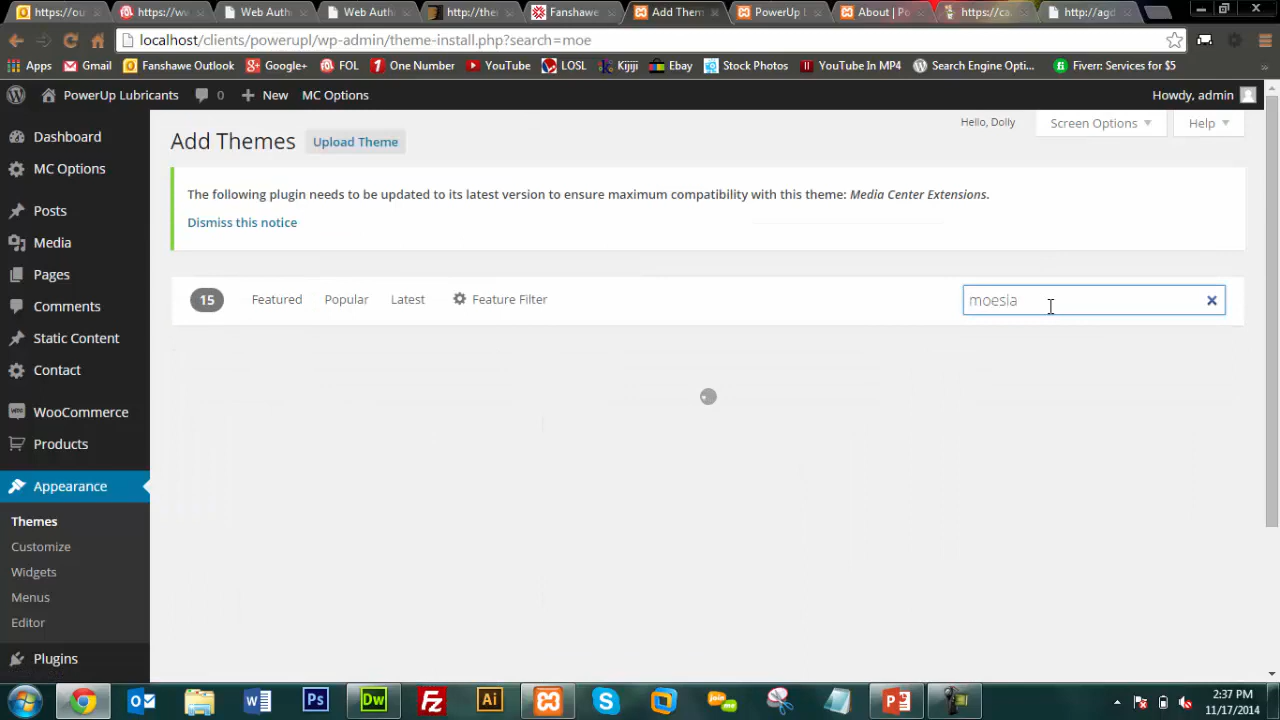 https://ou
https://ww
Web Auth
Web Auth
http://the
Fanshawe
Add Them
PowerUp L
About | Po
https://ca
http://agd
localhost/clients/powerupl/wp-admin/theme-install.php?search=moe
Apps Gmail Fanshawe Outlook Google+ FOL One Number YouTube LOSL Kijiji Ebay Stock Photos YouTube In MP4 Search Engine Opti... Fiverr: Services for $5
PowerUp Lubricants 0 New MC Options Howdy, admin
Dashboard
MC Options
Posts
Media
Pages
Comments
Static Content
Contact
WooCommerce
Products
Appearance
Themes
Customize
Widgets
Menus
Editor
Plugins
Hello, Dolly Screen Options Help
Add Themes Upload Theme
The following plugin needs to be updated to its latest version to ensure maximum compatibility with this theme: Media Center Extensions.
Dismiss this notice
15 Featured Popular Latest Feature Filter moesia
2:37 PM
11/17/2014